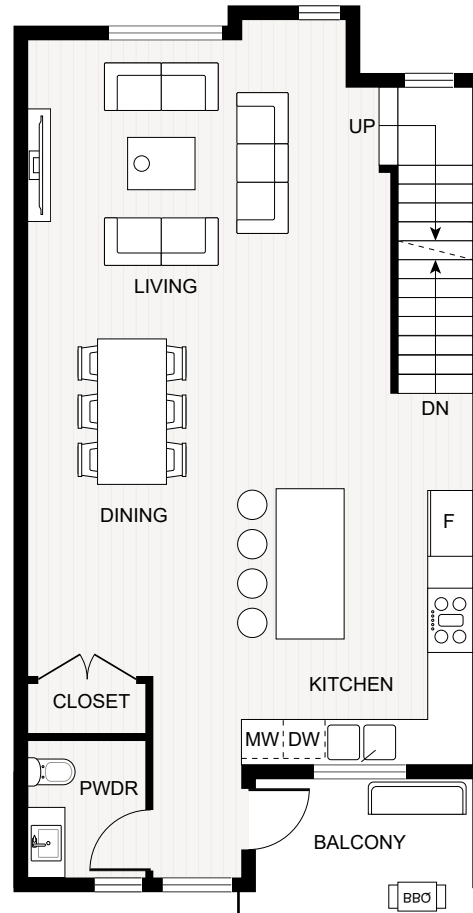 UP
LIVING
DN
DINING
F
KITCHEN
CLOSET
MW DW
PWDR
BALCONY
BBQ